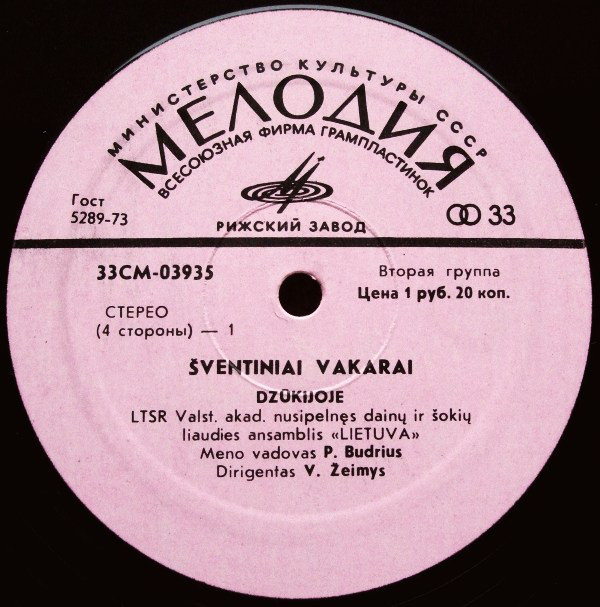 МИНИСТЕРСТВО КУЛЬТУРЫ СССР
МЕЛОДИЯ
ВСЕСОЮЗНАЯ ФИРМА ГРАМПЛАСТИНОК
РИЖСКИЙ ЗАВОД
Гост
5289-73
33
33СМ-03935
Вторая группа
Цена 1 руб. 20 коп.
СТЕРЕО
(4 стороны) — 1
ŠVENTINIAI VAKARAI
DZŪKIJOJE
LTSR Valst. akad. nusipelnęs dainų ir šokių
liaudies ansamblis «LIETUVA»
Meno vadovas P. Budrius
Dirigentas V. Žeimys